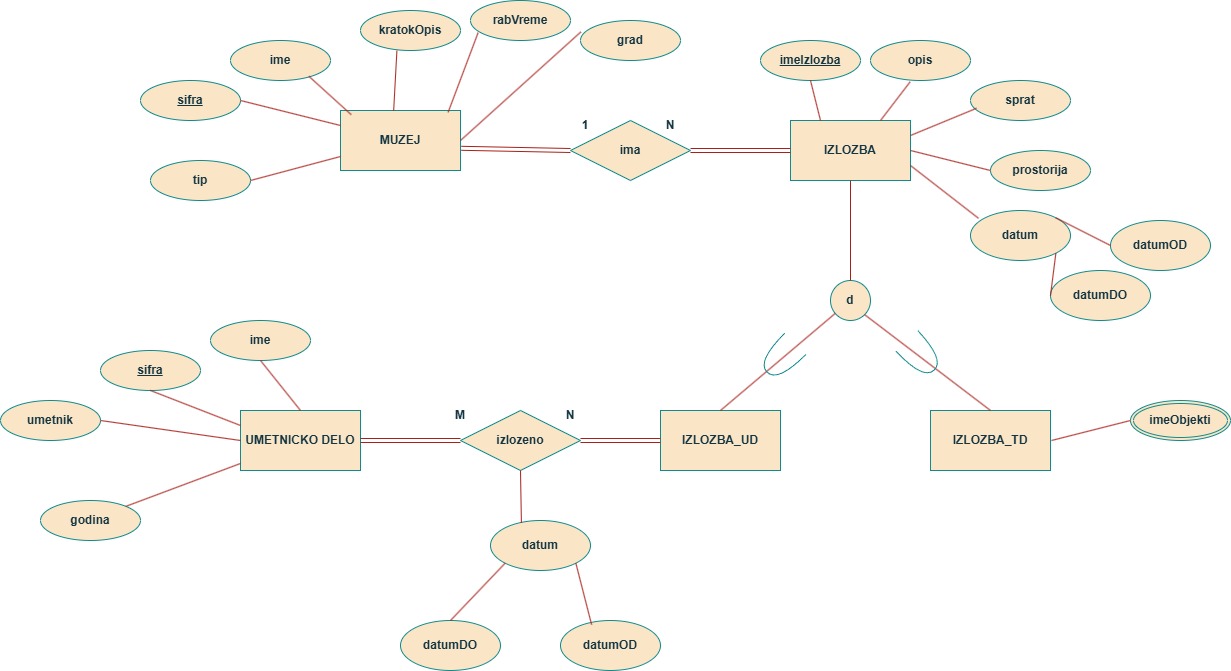 rabVreme
kratokOpis
grad
ime
sifra
MUZEJ
tip
1
N
ima
imeIzlozba
opis
sprat
IZLOZBA
prostorija
datum
datumOD
datumDO
d
ime
sifra
umetnik
UMETNICKO DELO
godina
M
N
izlozeno
IZLOZBA_UD
IZLOZBA_TD
imeObjekti
datum
datumDO
datumOD